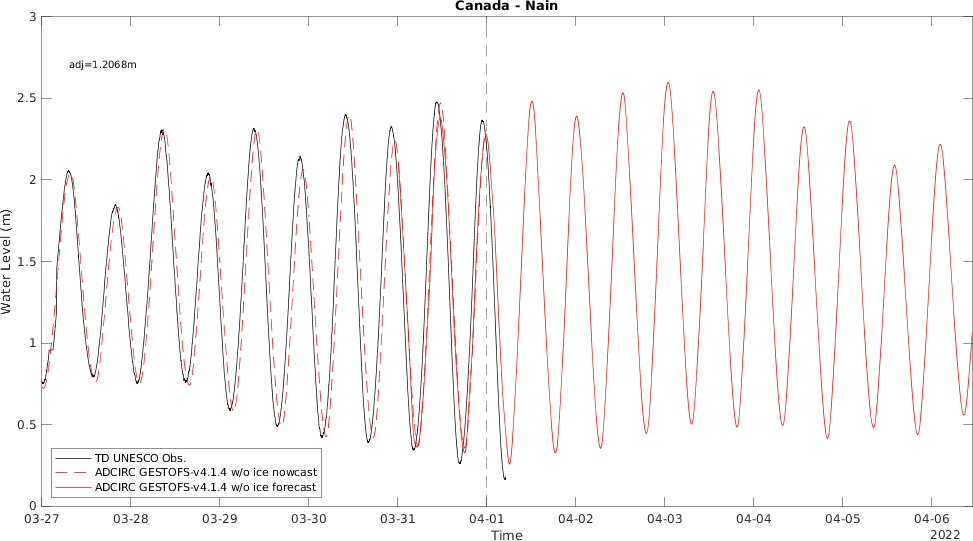 Canada - Nain
adj=1.2068m
3
2.5
2
1.5
1
0.5
0
Water Level (m)
TD UNESCO Obs.
ADCIRC GESTOFS-v4.1.4 w/o ice nowcast
ADCIRC GESTOFS-v4.1.4 w/o ice forecast
03-27 03-28 03-29 03-30 03-31 04-01 04-02 04-03 04-04 04-05 04-06
Time
2022